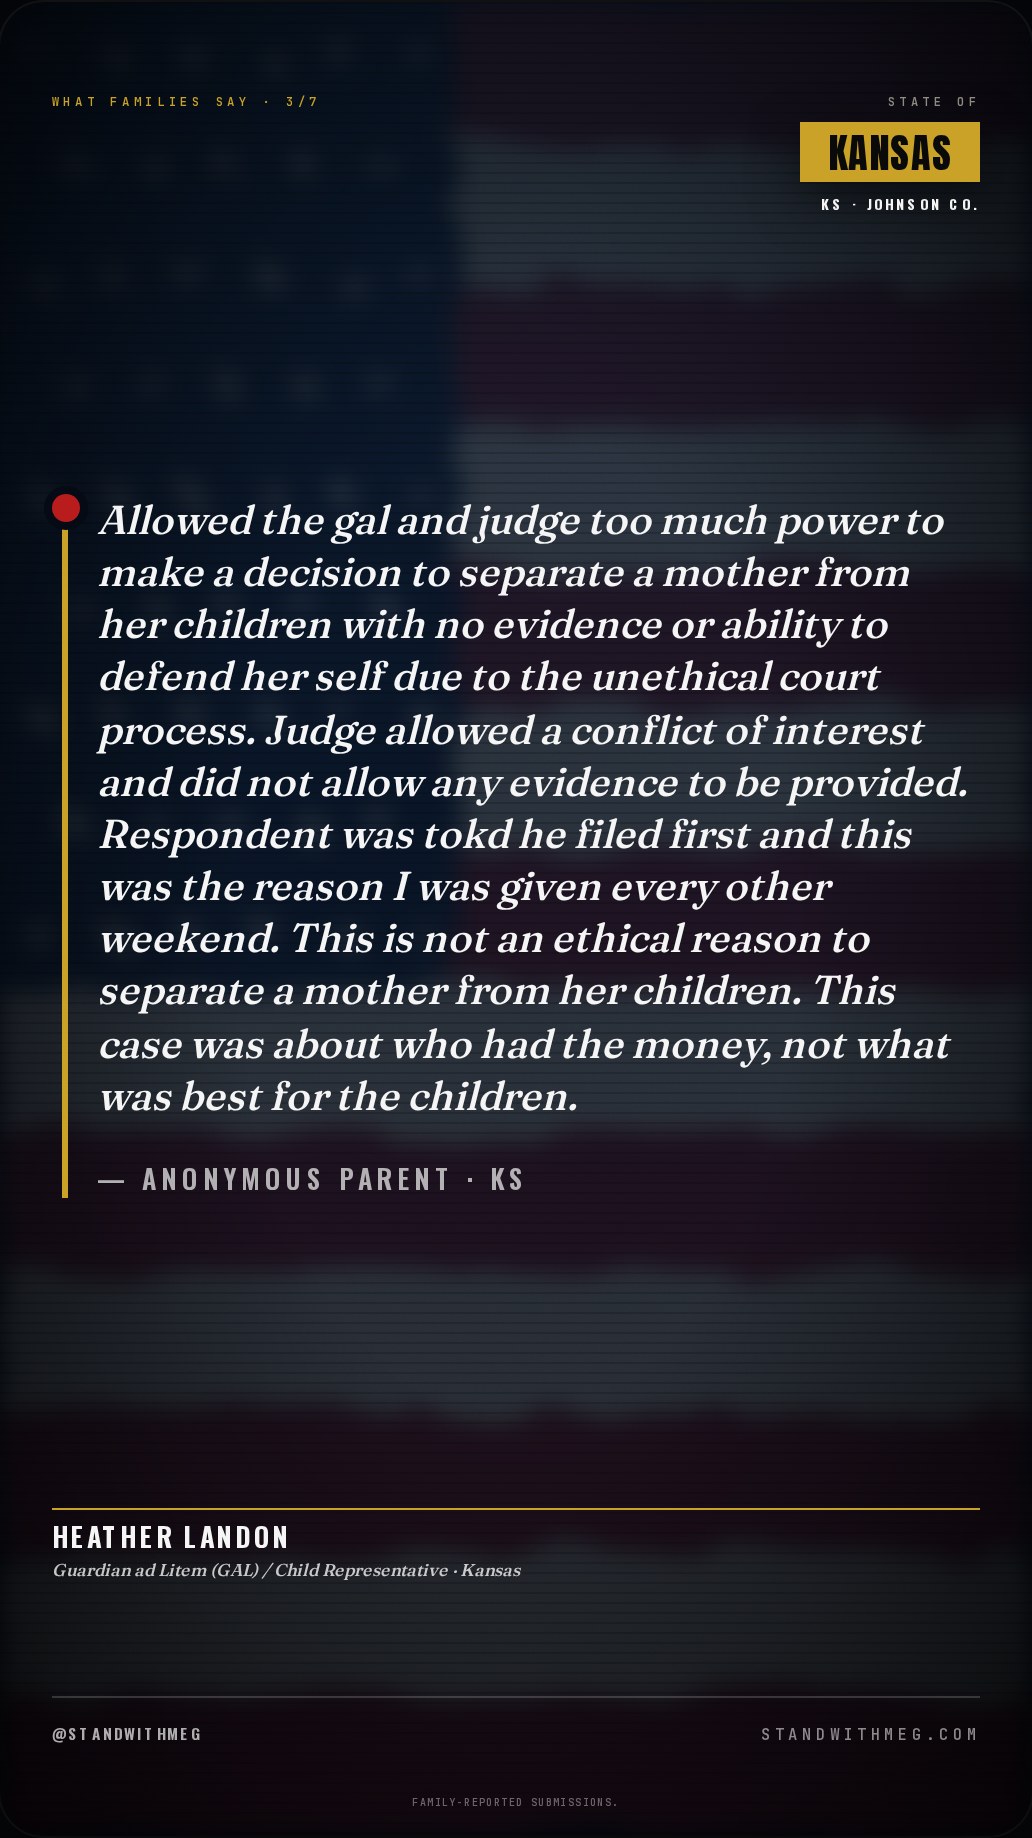 WHAT FAMILIES SAY · 3/7
STATE OF
KANSAS
KS · JOHNSON CO.
Allowed the gal and judge too much power to
make a decision to separate a mother from
her children with no evidence or ability to
defend her self due to the unethical court
process. Judge allowed a conflict of interest
and did not allow any evidence to be provided.
Respondent was tokd he filed first and this
was the reason I was given every other
weekend. This is not an ethical reason to
separate a mother from her children. This
case was about who had the money, not what
was best for the children.
— ANONYMOUS PARENT · KS
HEATHER LANDON
Guardian ad Litem (GAL) / Child Representative · Kansas
@STANDWITHMEG
STANDWITHMEG.COM
FAMILY-REPORTED SUBMISSIONS.